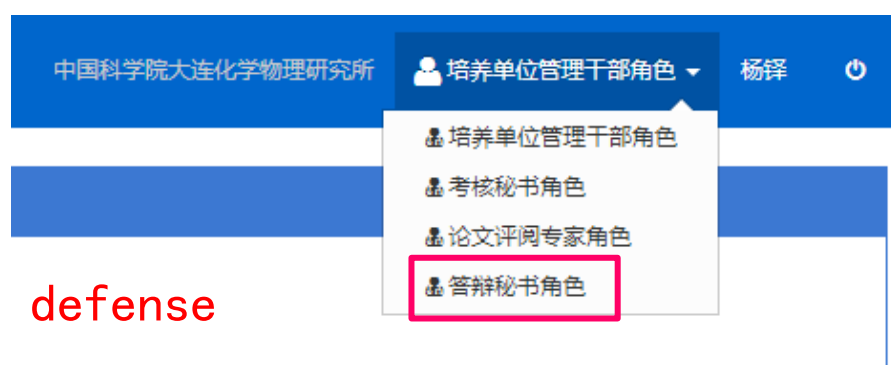 中国科学院大连化学物理研究所 培养单位管理干部角色 杨铎
培养单位管理干部角色
考核秘书角色
论文评阅专家角色
答辩秘书角色
defense